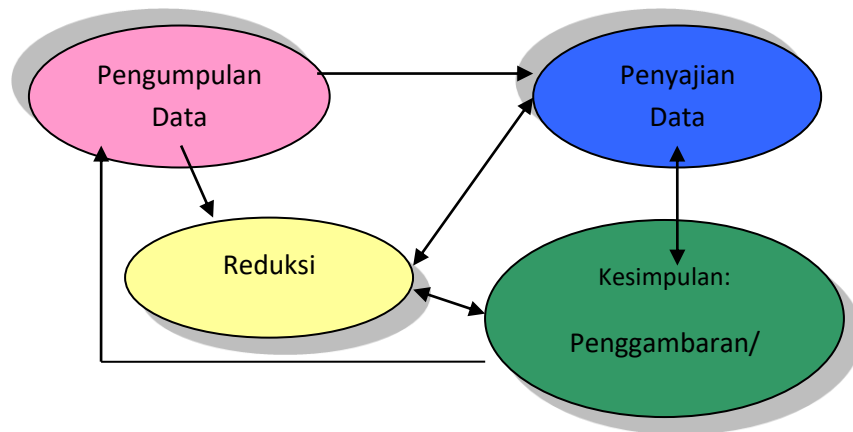 Pengumpulan
Data
Penyajian
Data
Reduksi
Kesimpulan:
Penggambaran/